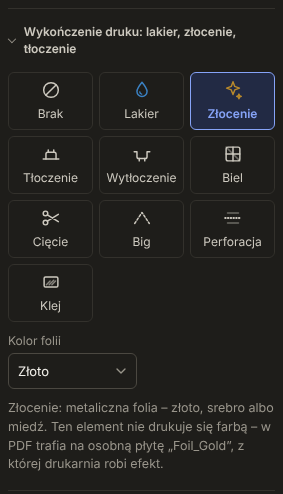 Wykończenie druku: lakier, złocenie,
tłoczenie
Brak
Lakier
Złocenie
Tłoczenie
Wytłoczenie
Biel
Cięcie
Big
Perforacja
Klej
Kolor folii
Złoto
Złocenie: metaliczna folia – złoto, srebro albo
miedź. Ten element nie drukuje się farbą – w
PDF trafia na osobną płytę „Foil_Gold”, z
której drukarnia robi efekt.